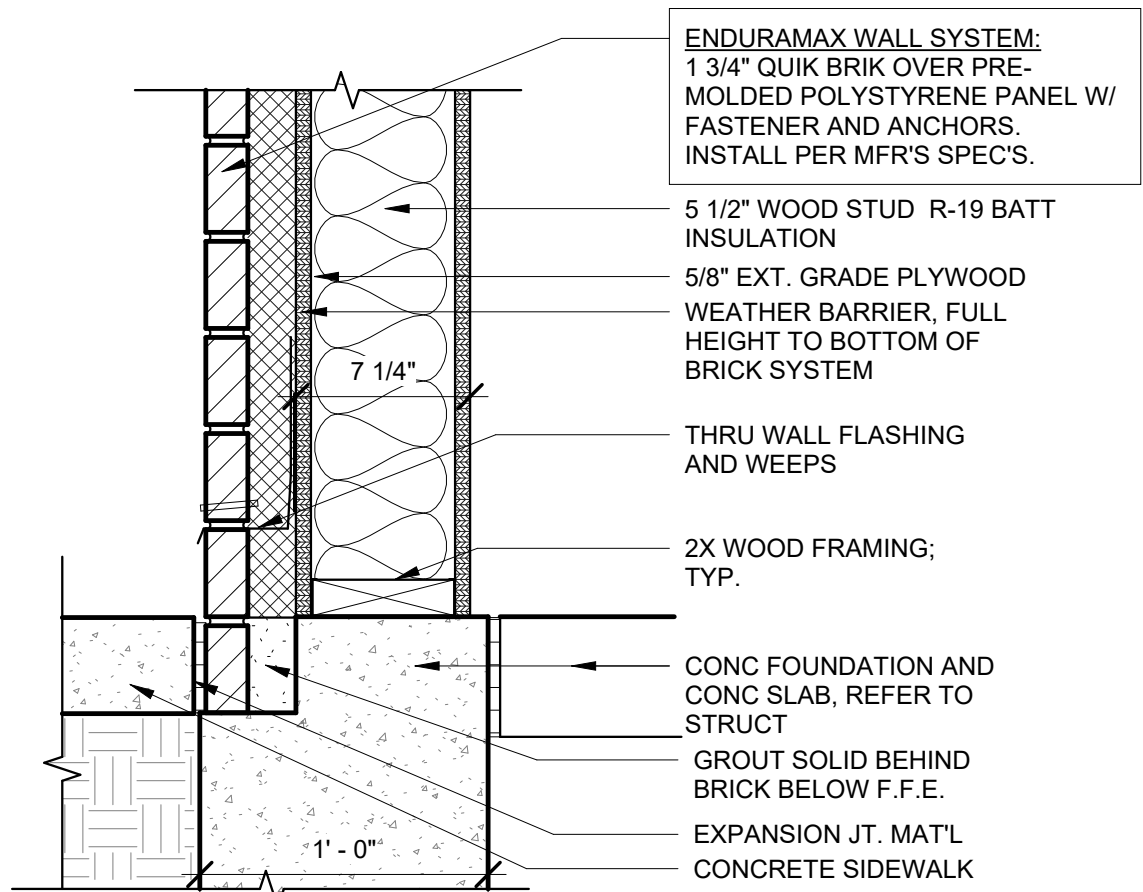 ENDURAMAX WALL SYSTEM:
1 3/4" QUIK BRIK OVER PRE-
MOLDED POLYSTYRENE PANEL W/
FASTENER AND ANCHORS.
INSTALL PER MFR'S SPEC'S.
5 1/2" WOOD STUD R-19 BATT
INSULATION
5/8" EXT. GRADE PLYWOOD
WEATHER BARRIER, FULL
HEIGHT TO BOTTOM OF
BRICK SYSTEM
7 1/4"
THRU WALL FLASHING
AND WEEPS
2X WOOD FRAMING;
TYP.
CONC FOUNDATION AND
CONC SLAB, REFER TO
STRUCT
GROUT SOLID BEHIND
BRICK BELOW F.F.E.
EXPANSION JT. MAT'L
1' - 0"
CONCRETE SIDEWALK